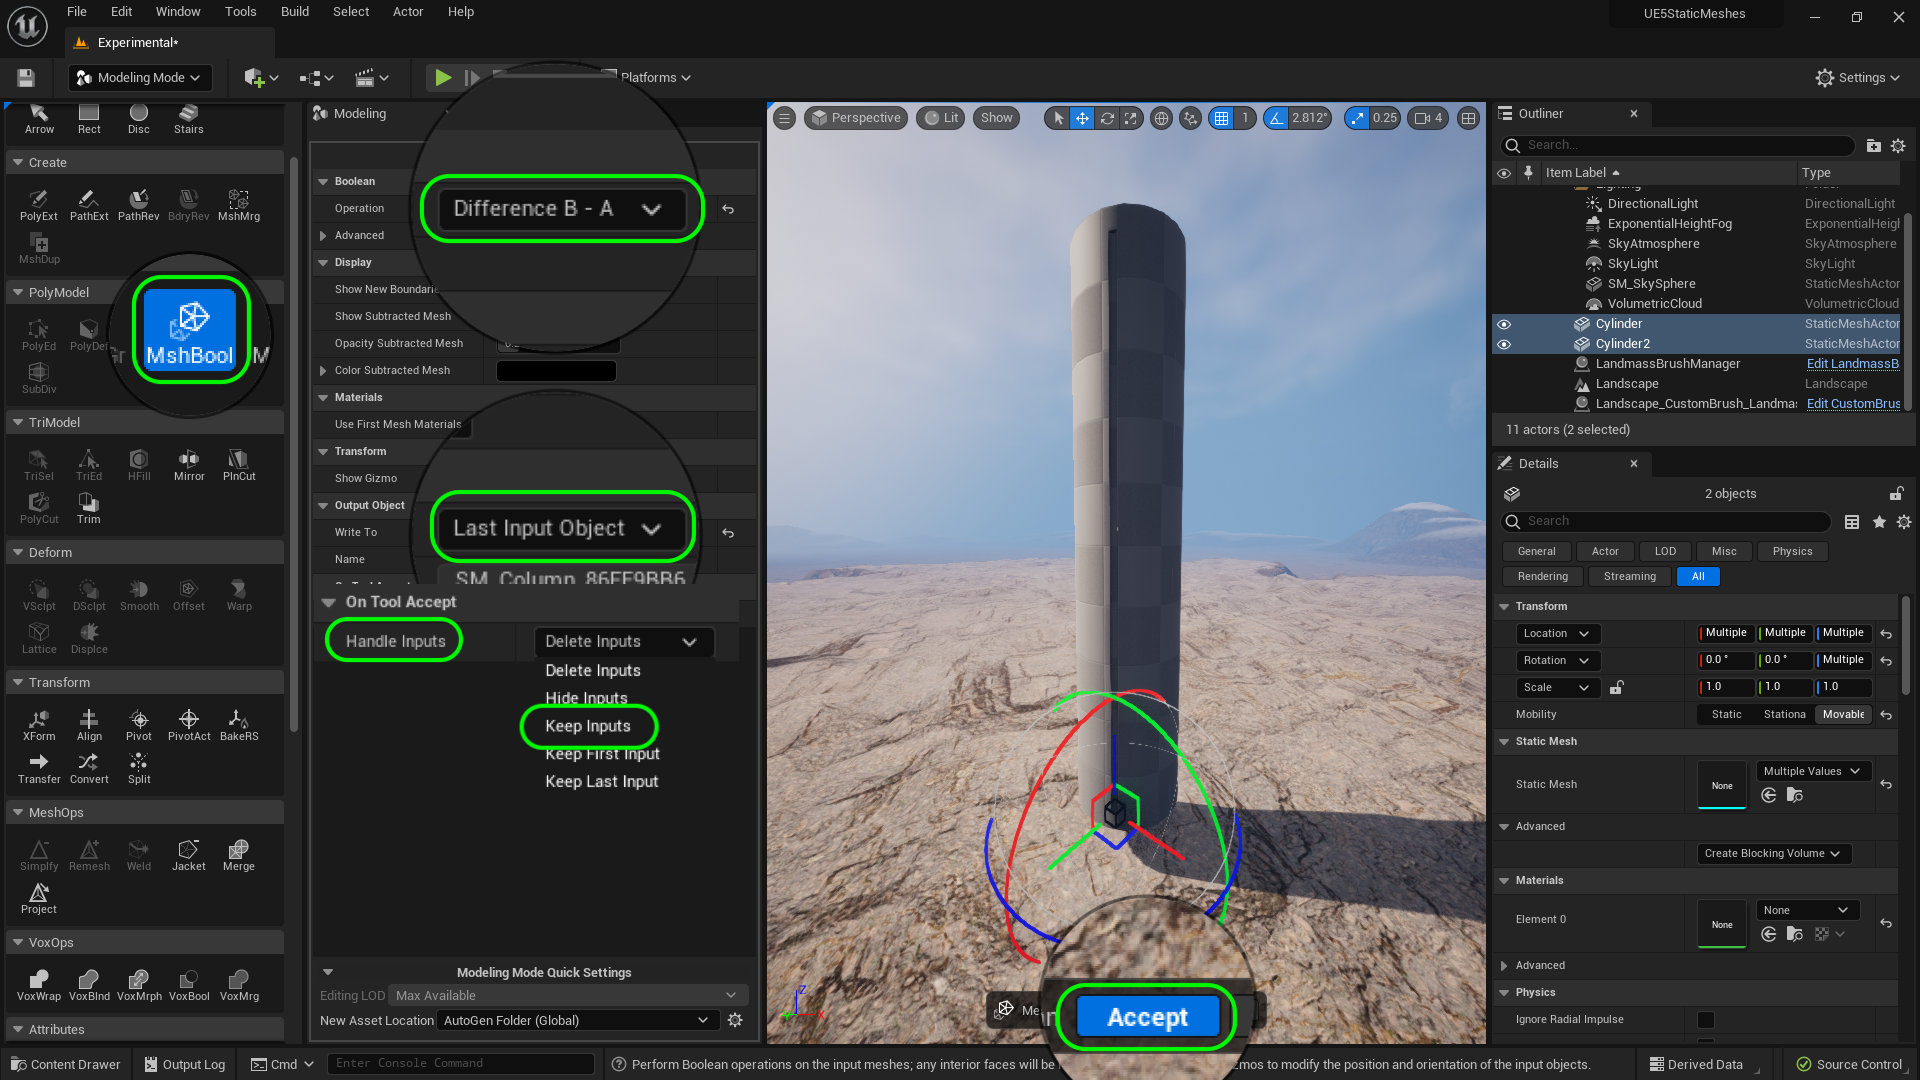 File Edit Window Tools Build Select Actor Help
UE5StaticMeshes
Experimental*
Modeling Mode
Platforms
Settings
Arrow Rect Disc Stairs
Create
PolyExt PathExt PathRev BdryRev MshMrg
MshDup
PolyModel
PolyEd
MshBool
SubDiv
TriModel
TriSel TriEd HFill Mirror PlnCut
PolyCut Trim
Deform
VSclpt DSclpt Smooth Offset Warp
Lattice Displce
Transform
XForm Align Pivot PivotAct BakeRS
Transfer Convert Split
MeshOps
Simplfy Remesh Weld Jacket Merge
Project
VoxOps
VoxWrap VoxBlnd VoxMrph VoxBool VoxMrg
Attributes
Modeling
Boolean
Operation Difference B - A
Advanced
Display
Show New Boundarie
Show Subtracted Mesh
Opacity Subtracted Mesh
Color Subtracted Mesh
Materials
Use First Mesh Materials
Transform
Show Gizmo
Output Object
Write To Last Input Object
Name SM_Column_86FF9BB6
On Tool Accept
Handle Inputs Delete Inputs
Delete Inputs
Hide Inputs
Keep Inputs
Keep First Input
Keep Last Input
Modeling Mode Quick Settings
Editing LOD Max Available
New Asset Location AutoGen Folder (Global)
Perspective Lit Show 1 2.812° 0.25 4
Z
X
Me
Accept
Outliner
Search...
Item Label Type
Lighting Folder
DirectionalLight DirectionalLight
ExponentialHeightFog ExponentialHeigl
SkyAtmosphere SkyAtmosphere
SkyLight SkyLight
SM_SkySphere StaticMeshActor
VolumetricCloud VolumetricCloud
Cylinder StaticMeshActor
Cylinder2 StaticMeshActor
LandmassBrushManager Edit LandmassB
Landscape Landscape
Landscape_CustomBrush_Landmas Edit CustomBrus
11 actors (2 selected)
Details
2 objects
Search
General Actor LOD Misc Physics
Rendering Streaming All
Transform
Location Multiple Multiple Multiple
Rotation 0.0 ° 0.0 ° Multiple
Scale 1.0 1.0 1.0
Mobility Static Stationa Movable
Static Mesh
Static Mesh None Multiple Values
Advanced
Create Blocking Volume
Materials
Element 0 None None
Advanced
Physics
Ignore Radial Impulse
Content Drawer Output Log Cmd Enter Console Command Perform Boolean operations on the input meshes; any interior faces will be zmos to modify the position and orientation of the input objects. Derived Data Source Control